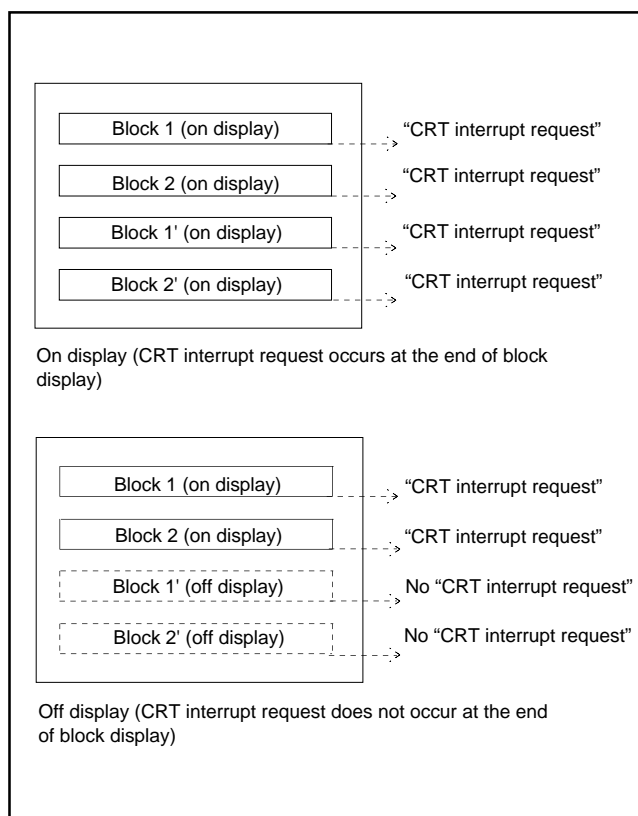 Block 1 (on display)
“CRT interrupt request”
Block 2 (on display)
“CRT interrupt request”
Block 1' (on display)
“CRT interrupt request”
Block 2' (on display)
“CRT interrupt request”
On display (CRT interrupt request occurs at the end of block
display)
Block 1 (on display)
“CRT interrupt request”
Block 2 (on display)
“CRT interrupt request”
Block 1' (off display)
No “CRT interrupt request”
Block 2' (off display)
No “CRT interrupt request”
Off display (CRT interrupt request does not occur at the end
of block display)